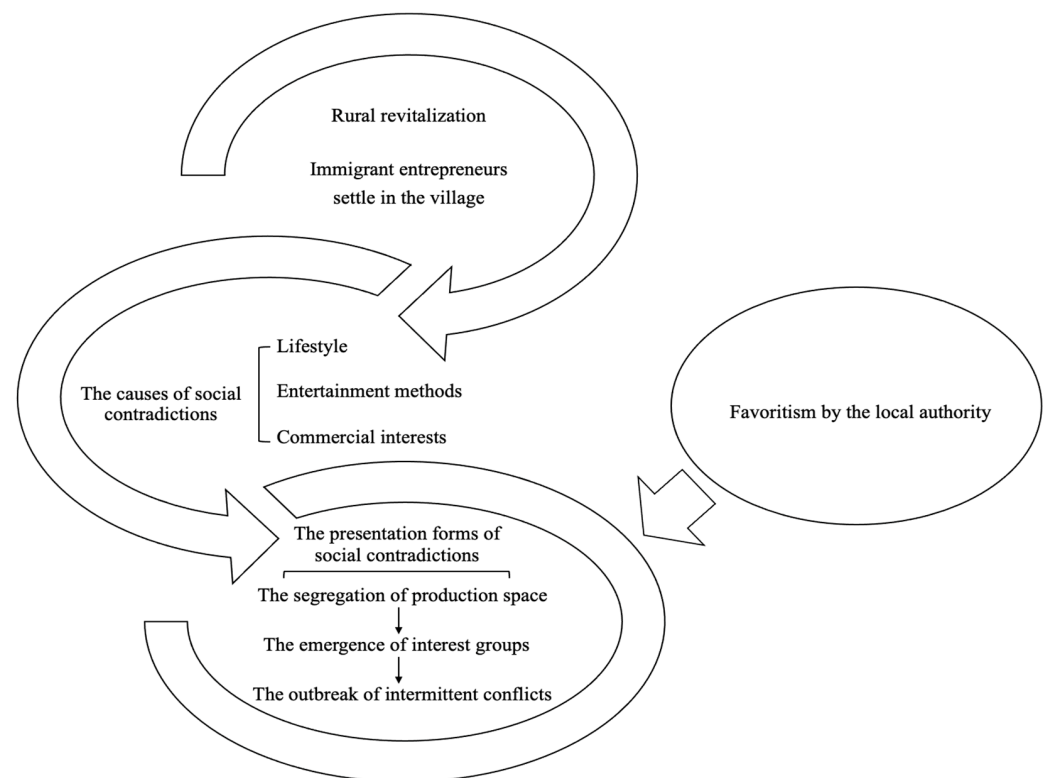 Rural revitalization
Immigrant entrepreneurs
settle in the village
Lifestyle
The causes of social
contradictions
Entertainment methods
Commercial interests
Favoritism by the local authority
The presentation forms of
social contradictions
The segregation of production space
The emergence of interest groups
The outbreak of intermittent conflicts